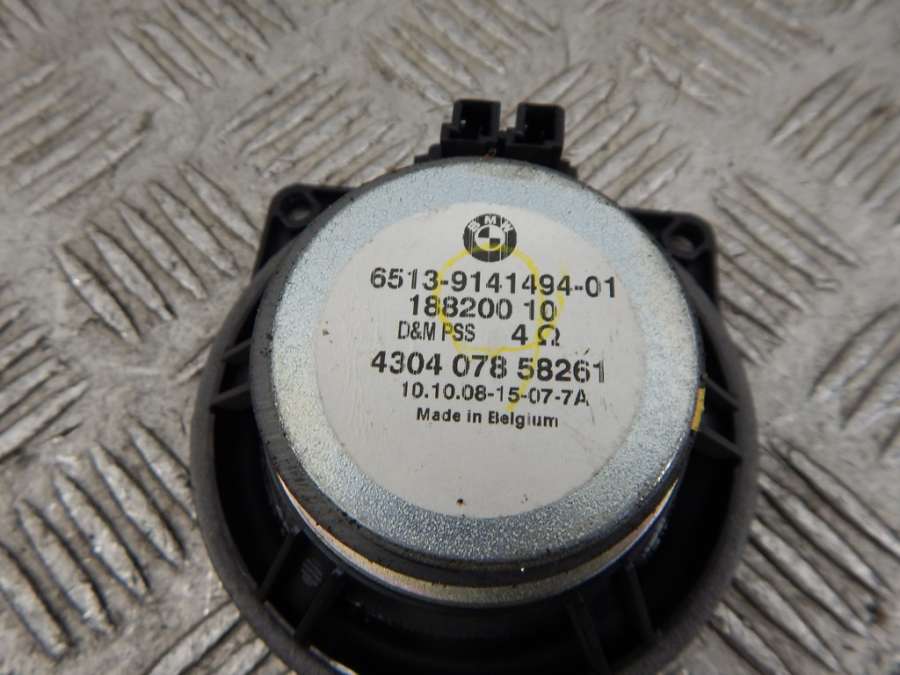 BMW
6513-9141494-01
188200 10
D&M PSS 4 Ω
4304 078 58261
10.10.08-15-07-7A
Made in Belgium